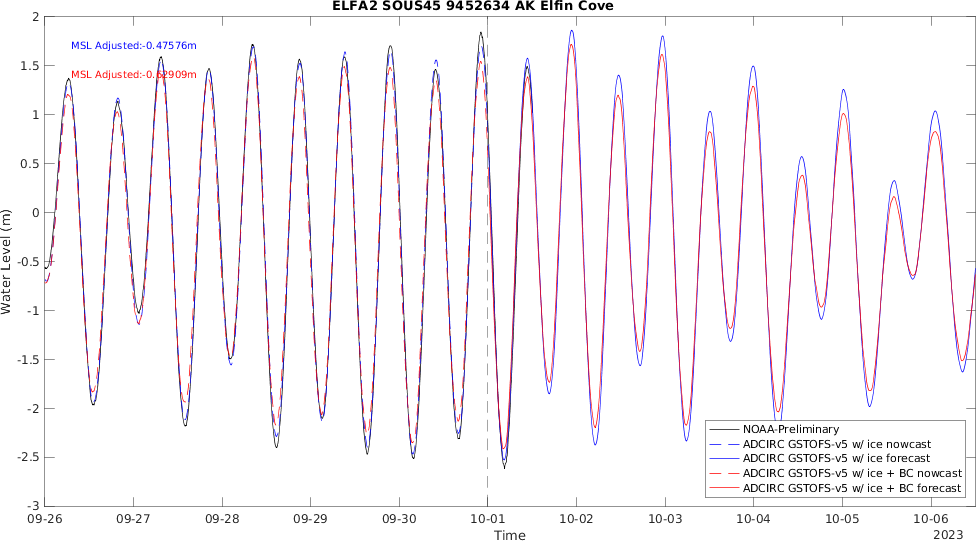 ELFA2 SOUS45 9452634 AK Elfin Cove
MSL Adjusted:-0.47576m
MSL Adjusted:-0.62909m
Water Level (m)
2
1.5
1
0.5
0
-0.5
-1
-1.5
-2
-2.5
-3
NOAA-Preliminary
ADCIRC GSTOFS-v5 w/ ice nowcast
ADCIRC GSTOFS-v5 w/ ice forecast
ADCIRC GSTOFS-v5 w/ ice + BC nowcast
ADCIRC GSTOFS-v5 w/ ice + BC forecast
09-26 09-27 09-28 09-29 09-30 10-01 10-02 10-03 10-04 10-05 10-06
Time
2023